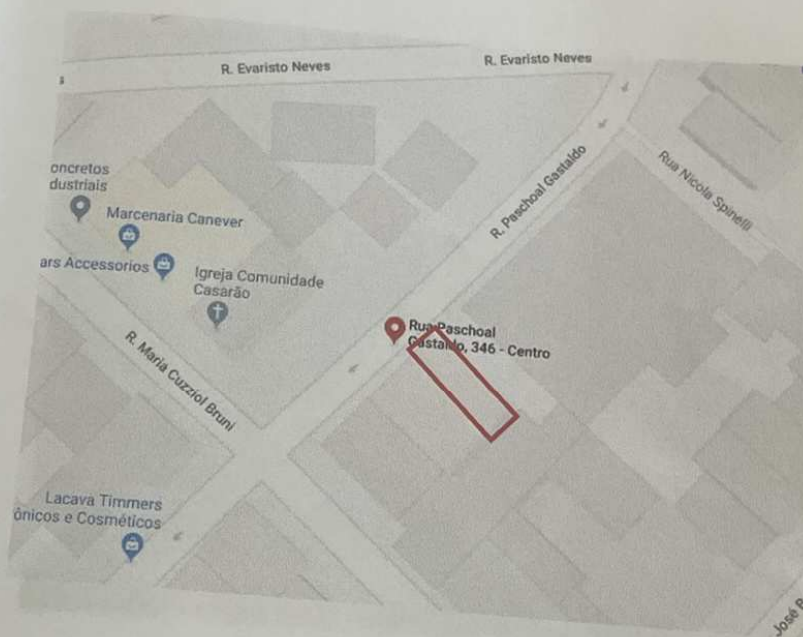 R. Evaristo Neves
R. Evaristo Neves
R. Paschoal Gastaldo
Rua Nicola Spinelli
oncretos
dustriais
Marcenaria Canever
ars Accessorios
Igreja Comunidade
Casarão
Rua Paschoal
Gastaldo, 346 - Centro
R. Maria Cuzziol Bruni
Lacava Timmers
ônicos e Cosméticos
José